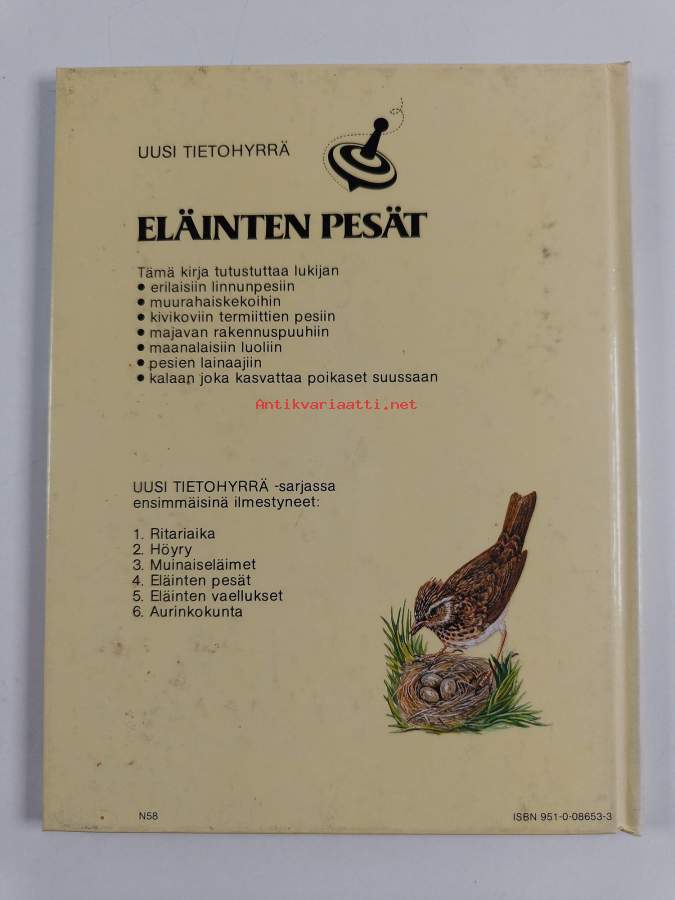 UUSI TIETOHYRRÄ
ELÄINTEN PESÄT
Tämä kirja tutustuttaa lukijan
● erilaisiin linnunpesiin
● muurahaiskekoihin
● kivikoviin termiittien pesiin
● majavan rakennuspuuhiin
● maanalaisiin luoliin
● pesien lainaajiin
● kalaan joka kasvattaa poikaset suussaan
Antikvariaatti.net
UUSI TIETOHYRRÄ -sarjassa
ensimmäisinä ilmestyneet:
1. Ritariaika
2. Höyry
3. Muinaiseläimet
4. Eläinten pesät
5. Eläinten vaellukset
6. Aurinkokunta
N58
ISBN 951-0-08653-3